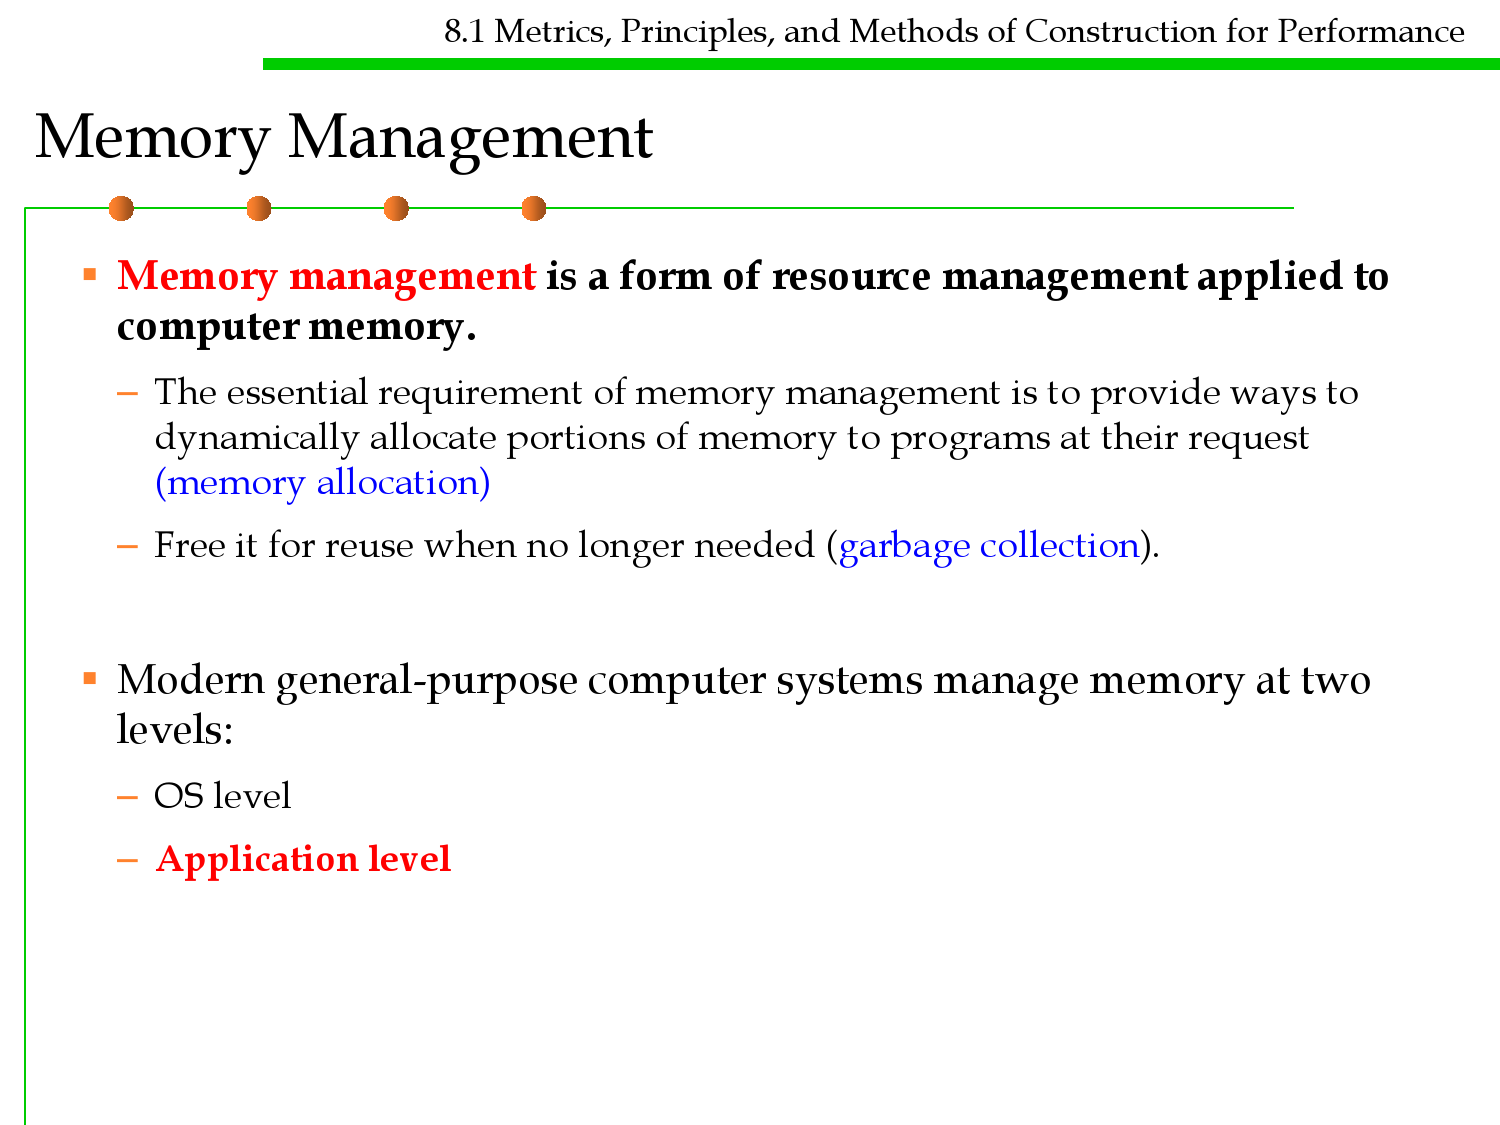 8.1 Metrics, Principles, and Methods of Construction for Performance
Memory Management
▪ Memory management is a form of resource management applied to
computer memory.
– The essential requirement of memory management is to provide ways to
dynamically allocate portions of memory to programs at their request
(memory allocation)
– Free it for reuse when no longer needed (garbage collection).
▪ Modern general-purpose computer systems manage memory at two
levels:
– OS level
– Application level